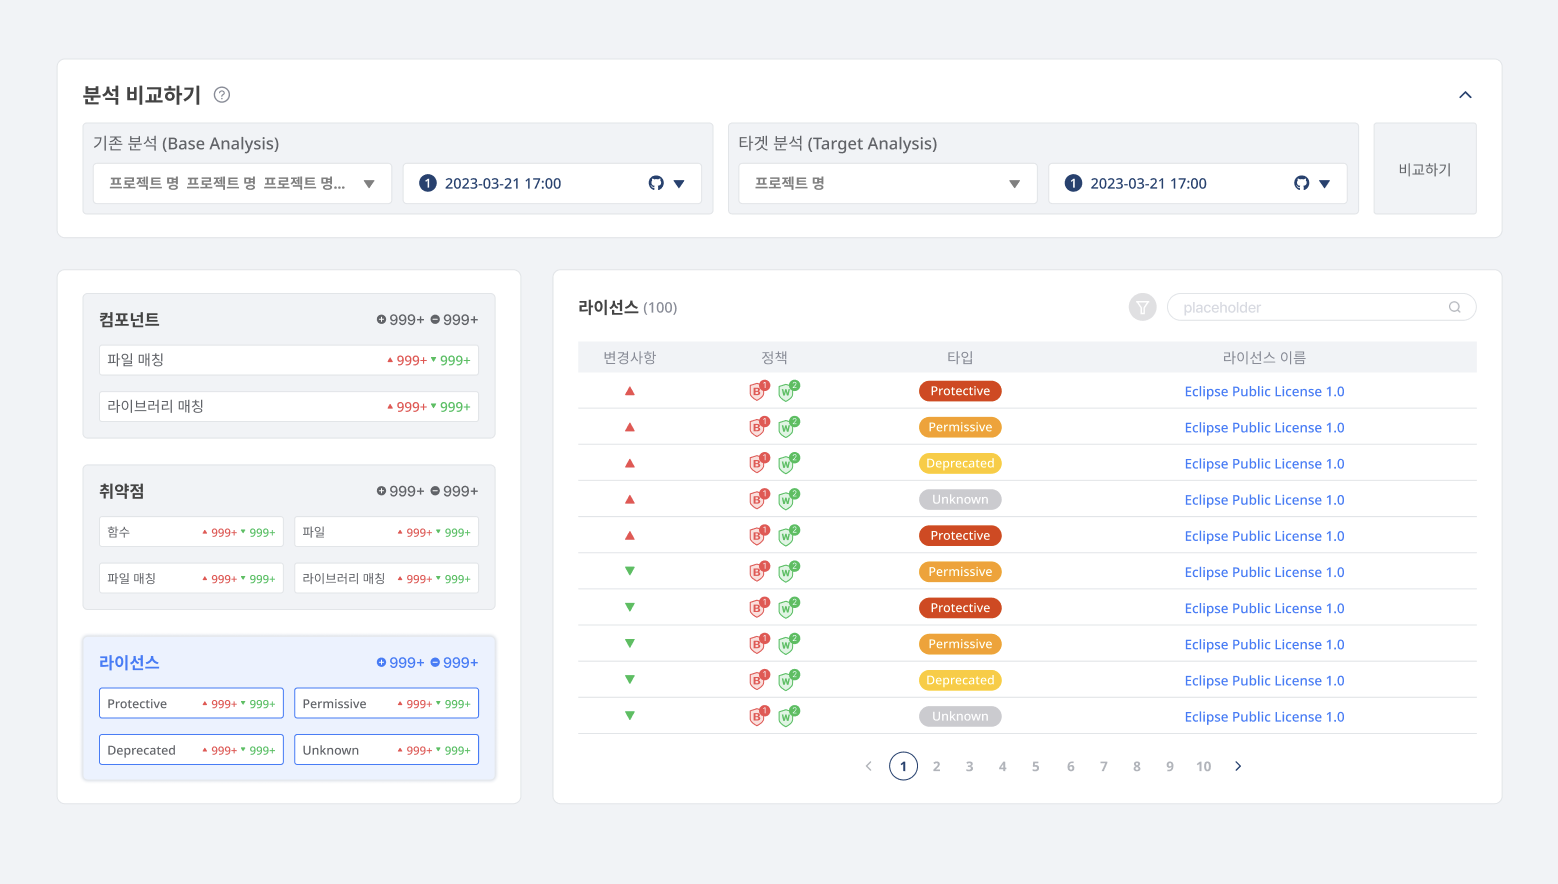 분석 비교하기 ?
기존 분석 (Base Analysis)
프로젝트 명 프로젝트 명 프로젝트 명...
1 2023-03-21 17:00
타겟 분석 (Target Analysis)
프로젝트 명
1 2023-03-21 17:00
비교하기
컴포넌트 999+ 999+
파일 매칭 999+ 999+
라이브러리 매칭 999+ 999+
취약점 999+ 999+
함수 999+ 999+
파일 999+ 999+
파일 매칭 999+ 999+
라이브러리 매칭 999+ 999+
라이선스 999+ 999+
Protective 999+ 999+
Permissive 999+ 999+
Deprecated 999+ 999+
Unknown 999+ 999+
라이선스 (100)
placeholder
변경사항 정책 타입 라이선스 이름
B 1 W 2 Protective Eclipse Public License 1.0
B 1 W 2 Permissive Eclipse Public License 1.0
B 1 W 2 Deprecated Eclipse Public License 1.0
B 1 W 2 Unknown Eclipse Public License 1.0
B 1 W 2 Protective Eclipse Public License 1.0
B 1 W 2 Permissive Eclipse Public License 1.0
B 1 W 2 Protective Eclipse Public License 1.0
B 1 W 2 Permissive Eclipse Public License 1.0
B 1 W 2 Deprecated Eclipse Public License 1.0
B 1 W 2 Unknown Eclipse Public License 1.0
1 2 3 4 5 6 7 8 9 10